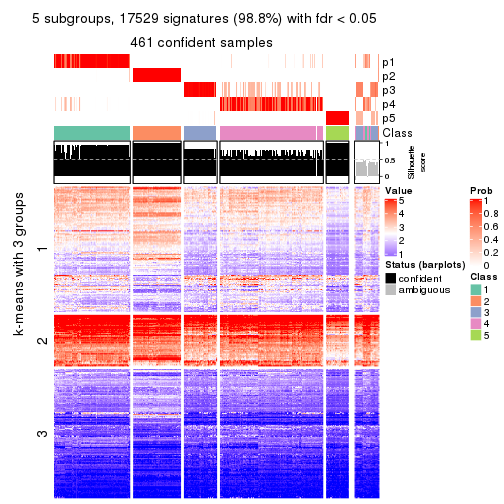 5 subgroups, 17529 signatures (98.8%) with fdr < 0.05
461 confident samples
p1
p2
p3
p4
p5
Class
1
0.5
0
Silhouette
score
k-means with 3 groups
1
2
3
Value
5
4
3
2
1
Prob
1
0.8
0.6
0.4
0.2
0
Status (barplots)
confident
ambiguous
Class
1
2
3
4
5